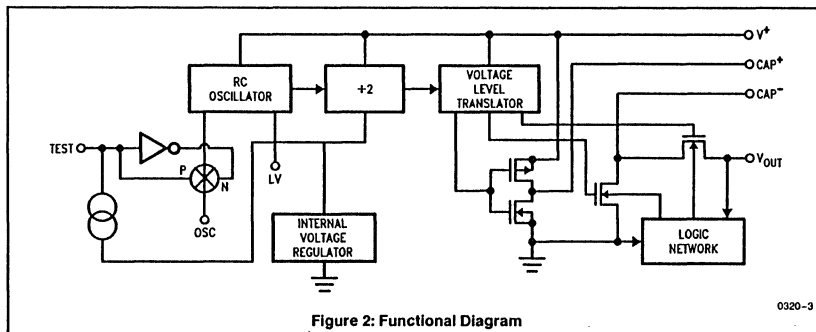 V+
CAP+
CAP-
RC
OSCILLATOR
÷2
VOLTAGE
LEVEL
TRANSLATOR
TEST
P
N
LV
VOUT
OSC
INTERNAL
VOLTAGE
REGULATOR
LOGIC
NETWORK
0320-3
Figure 2: Functional Diagram